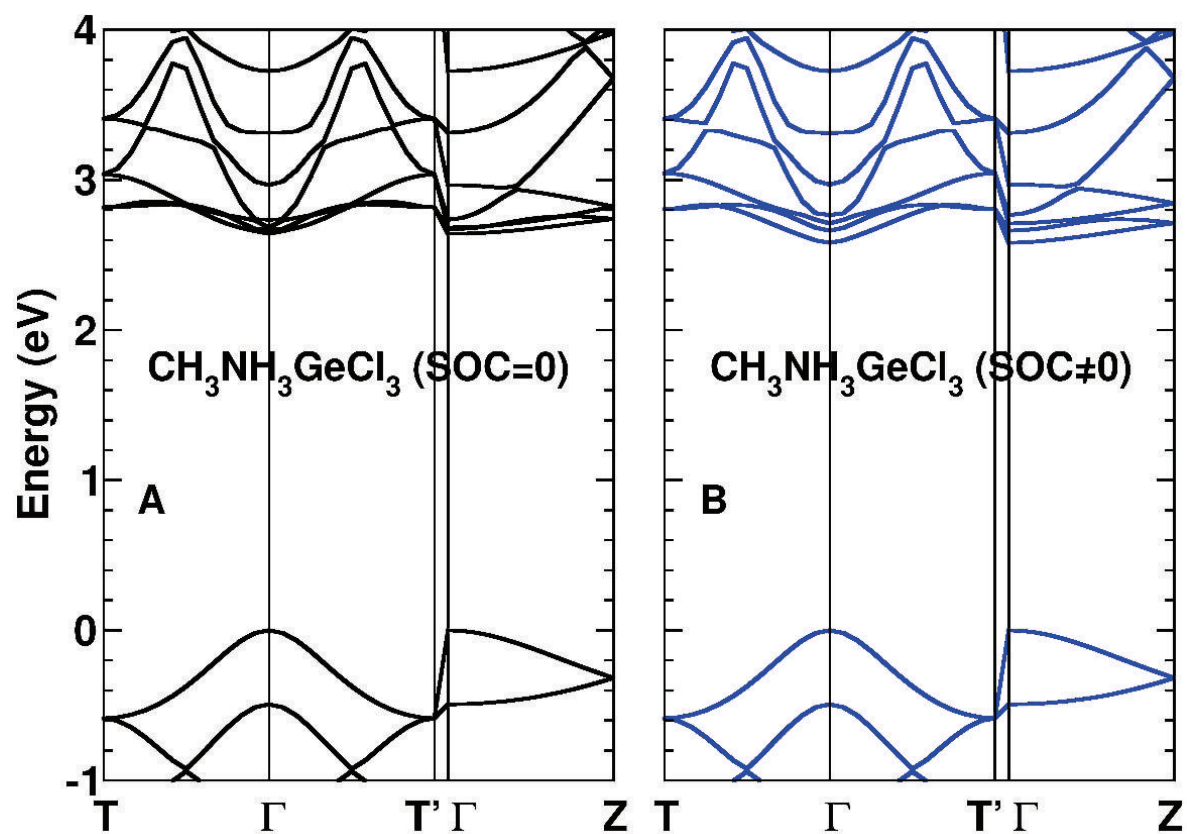 4
3
2
1
0
-1
Energy (eV)
CH₃NH₃GeCl₃ (SOC=0)
A
T Γ T' Γ Z
CH₃NH₃GeCl₃ (SOC≠0)
B
T Γ T' Γ Z